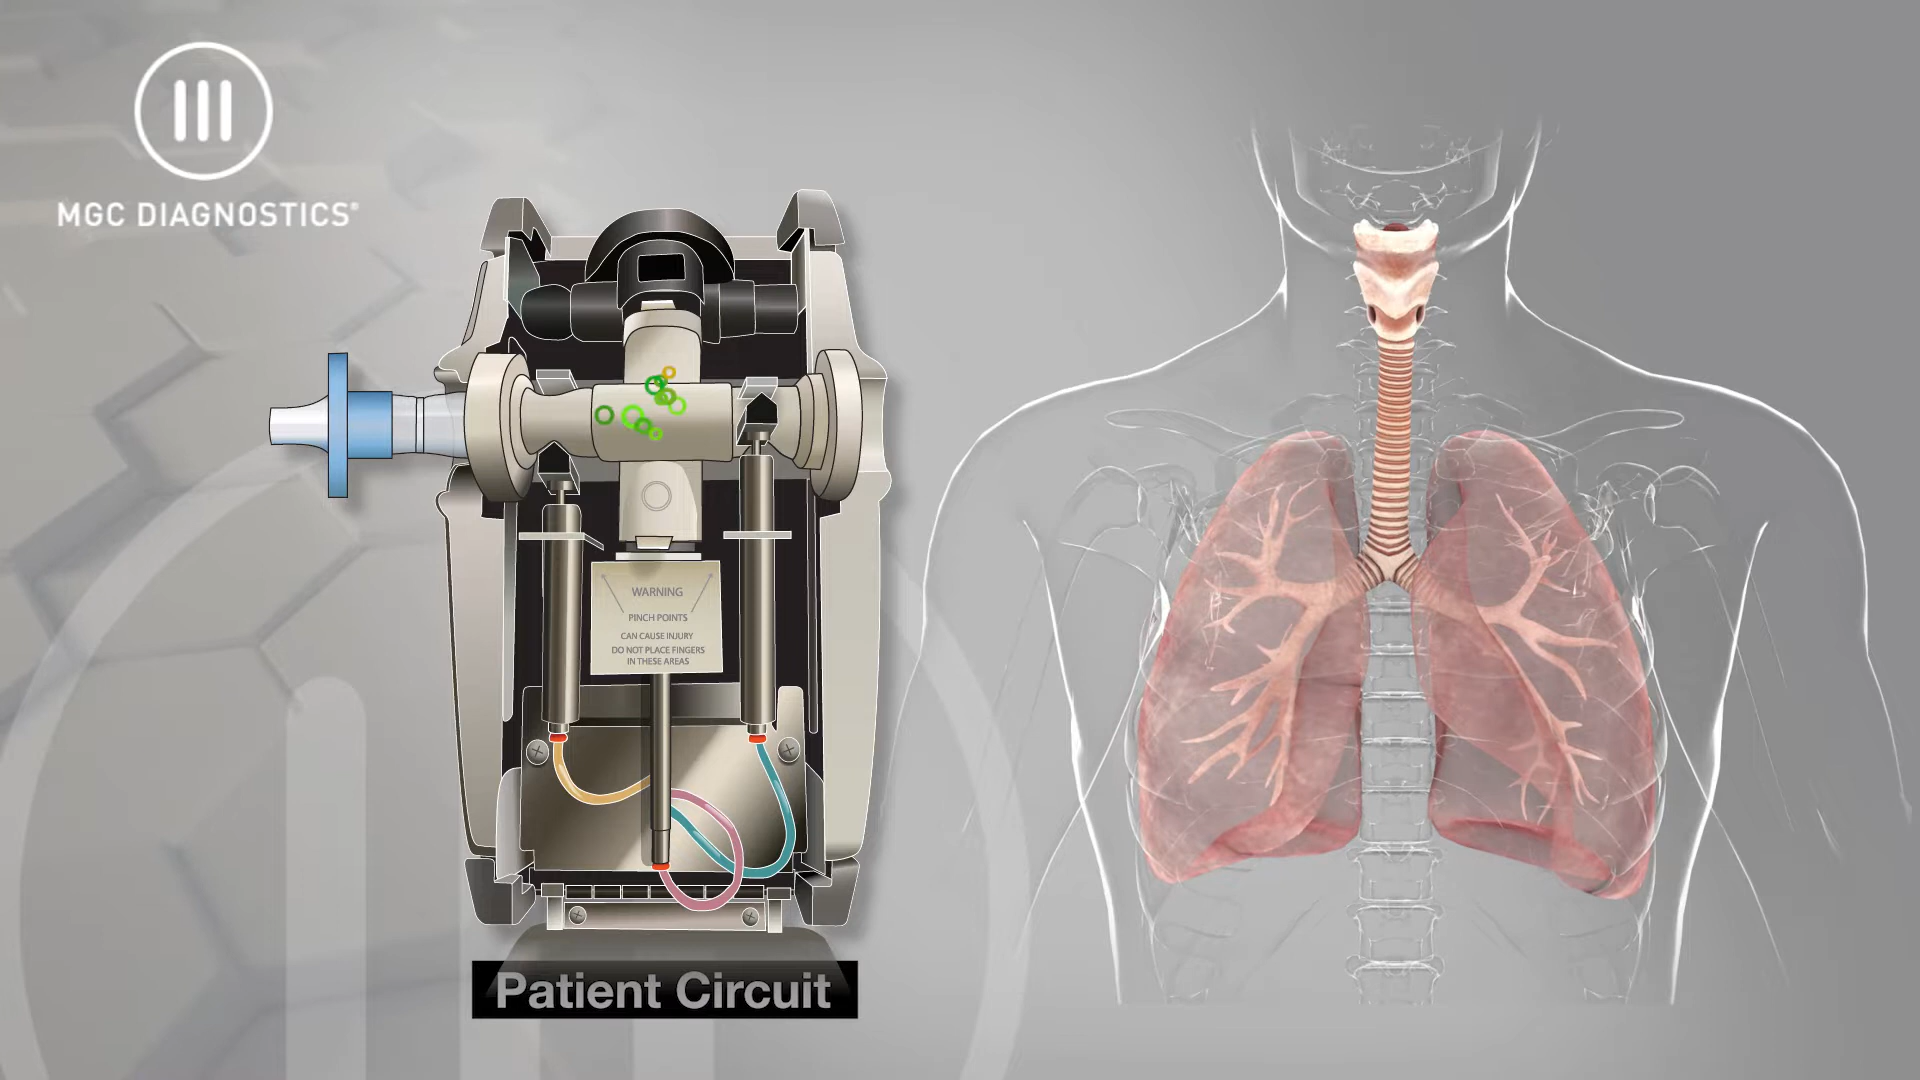 MGC DIAGNOSTICS®
WARNING
PINCH POINTS
CAN CAUSE INJURY
DO NOT PLACE FINGERS
IN THESE AREAS
Patient Circuit